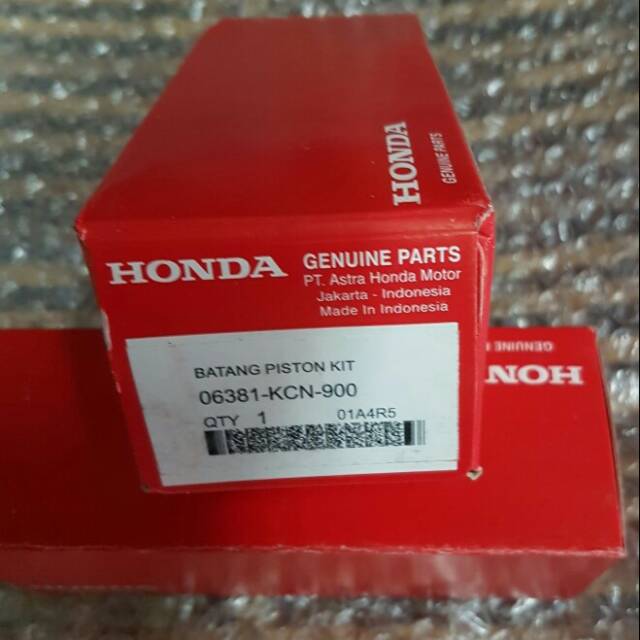 HONDA
GENUINE PARTS
HONDA
GENUINE PARTS
PT. Astra Honda Motor
Jakarta - Indonesia
Made In Indonesia
BATANG PISTON KIT
06381-KCN-900
QTY 1 01A4R5
GENUINE
HON